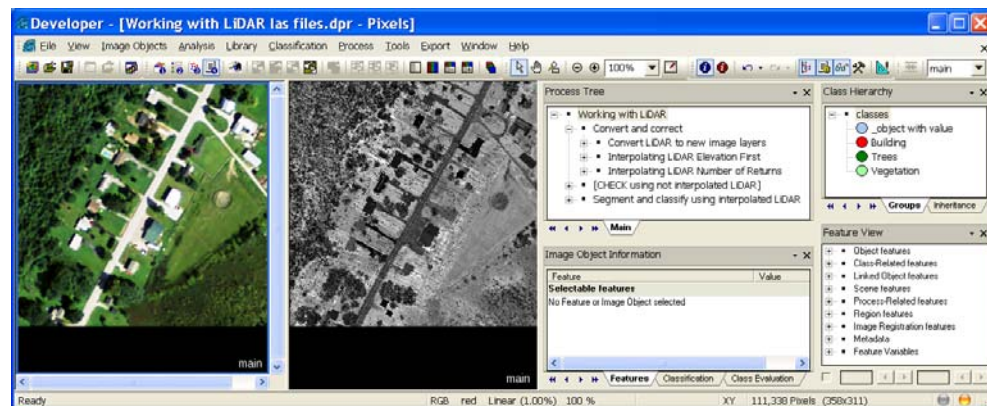 Developer - [Working with LiDAR las files.dpr - Pixels]
File View Image Objects Analysis Library Classification Process Tools Export Window Help
100% main
Process Tree
Working with LiDAR
Convert and correct
Convert LiDAR to new image layers
Interpolating LiDAR Elevation First
Interpolating LiDAR Number of Returns
[CHECK using not interpolated LiDAR]
Segment and classify using interpolated LiDAR
Main
Class Hierarchy
classes
_object with value
Building
Trees
Vegetation
Groups Inheritance
Image Object Information
Feature Value
Selectable features
No Feature or Image Object selected
Features Classification Class Evaluation
Feature View
Object features
Class-Related features
Linked Object features
Scene features
Process-Related features
Region features
Image Registration features
Metadata
Feature Variables
main
main
Ready RGB red Linear (1.00%) 100 % XY 111,338 Pixels (358x311)